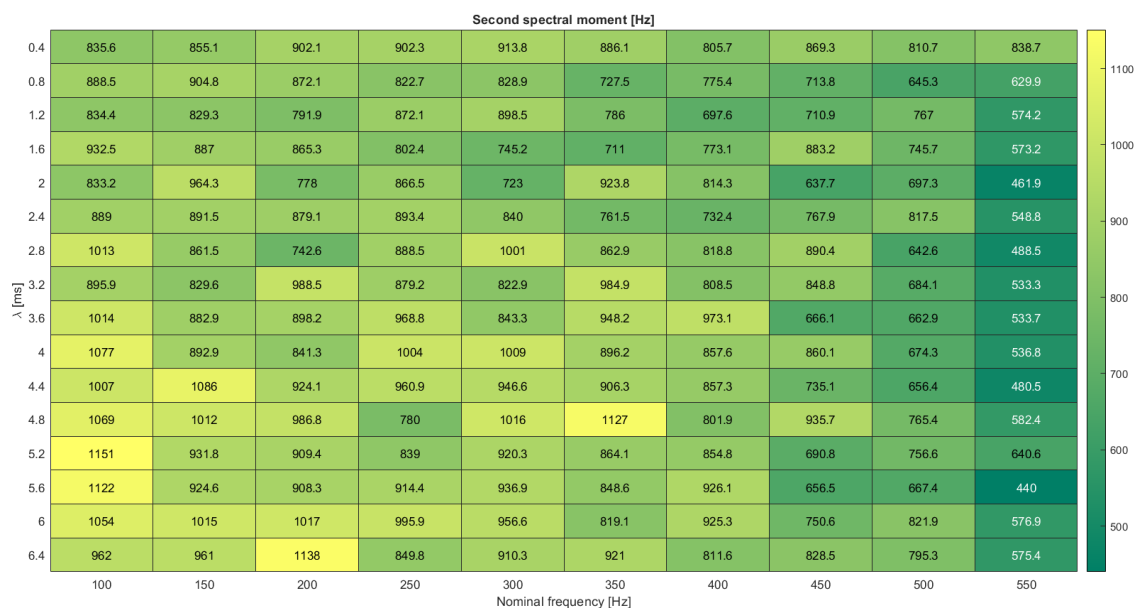 Second spectral moment [Hz]
0.4 835.6 855.1 902.1 902.3 913.8 886.1 805.7 869.3 810.7 838.7
0.8 888.5 904.8 872.1 822.7 828.9 727.5 775.4 713.8 645.3 629.9
1.2 834.4 829.3 791.9 872.1 898.5 786 697.6 710.9 767 574.2
1.6 932.5 887 865.3 802.4 745.2 711 773.1 883.2 745.7 573.2
2 833.2 964.3 778 866.5 723 923.8 814.3 637.7 697.3 461.9
2.4 889 891.5 879.1 893.4 840 761.5 732.4 767.9 817.5 548.8
2.8 1013 861.5 742.6 888.5 1001 862.9 818.8 890.4 642.6 488.5
3.2 895.9 829.6 988.5 879.2 822.9 984.9 808.5 848.8 684.1 533.3
3.6 1014 882.9 898.2 968.8 843.3 948.2 973.1 666.1 662.9 533.7
4 1077 892.9 841.3 1004 1009 896.2 857.6 860.1 674.3 536.8
4.4 1007 1086 924.1 960.9 946.6 906.3 857.3 735.1 656.4 480.5
4.8 1069 1012 986.8 780 1016 1127 801.9 935.7 765.4 582.4
5.2 1151 931.8 909.4 839 920.3 864.1 854.8 690.8 756.6 640.6
5.6 1122 924.6 908.3 914.4 936.9 848.6 926.1 656.5 667.4 440
6 1054 1015 1017 995.9 956.6 819.1 925.3 750.6 821.9 576.9
6.4 962 961 1138 849.8 910.3 921 811.6 828.5 795.3 575.4
100 150 200 250 300 350 400 450 500 550
Nominal frequency [Hz]
λ [ms]
1100
1000
900
800
700
600
500